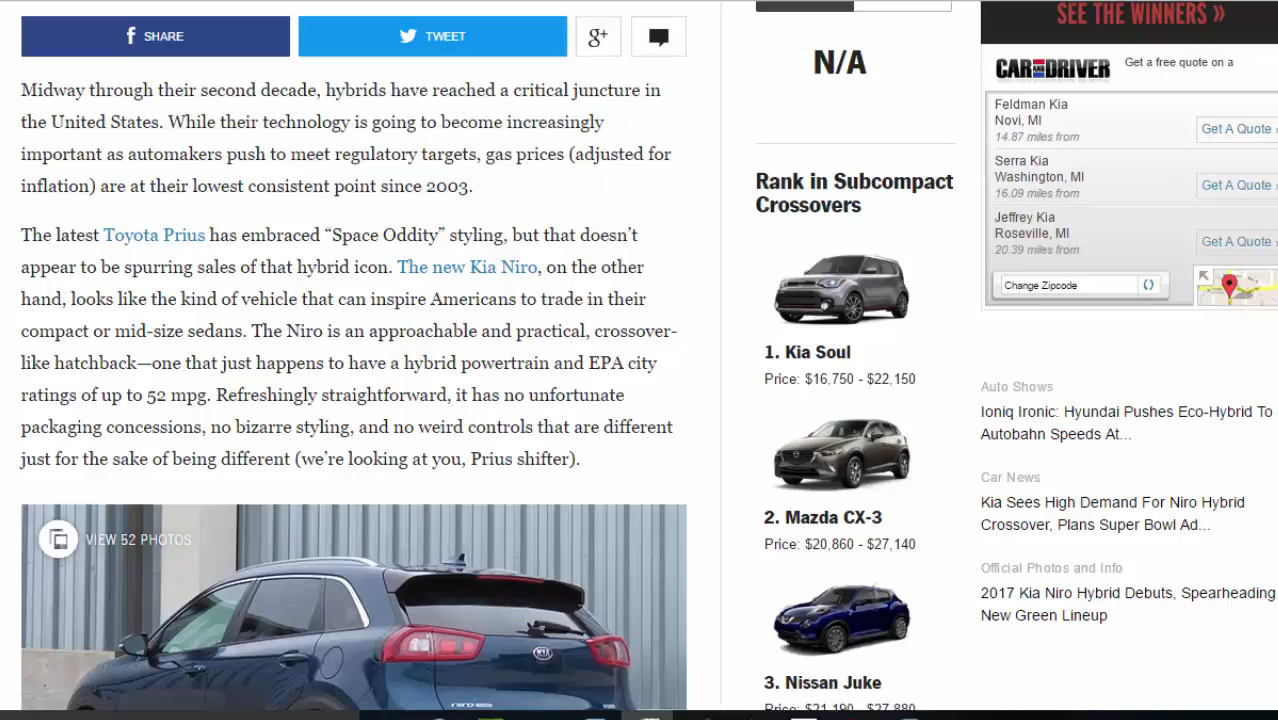 SHARE
TWEET
g+
Midway through their second decade, hybrids have reached a critical juncture in
the United States. While their technology is going to become increasingly
important as automakers push to meet regulatory targets, gas prices (adjusted for
inflation) are at their lowest consistent point since 2003.
The latest Toyota Prius has embraced “Space Oddity” styling, but that doesn’t
appear to be spurring sales of that hybrid icon. The new Kia Niro, on the other
hand, looks like the kind of vehicle that can inspire Americans to trade in their
compact or mid-size sedans. The Niro is an approachable and practical, crossover-
like hatchback—one that just happens to have a hybrid powertrain and EPA city
ratings of up to 52 mpg. Refreshingly straightforward, it has no unfortunate
packaging concessions, no bizarre styling, and no weird controls that are different
just for the sake of being different (we’re looking at you, Prius shifter).
VIEW 52 PHOTOS
KIA
N/A
Rank in Subcompact
Crossovers
1. Kia Soul
Price: $16,750 - $22,150
2. Mazda CX-3
Price: $20,860 - $27,140
3. Nissan Juke
Price: $21,190 - $27,880
SEE THE WINNERS »
CAR AND DRIVER
Get a free quote on a
Feldman Kia
Novi, MI
14.87 miles from
Get A Quote
Serra Kia
Washington, MI
16.09 miles from
Get A Quote
Jeffrey Kia
Roseville, MI
20.39 miles from
Get A Quote
Change Zipcode
Auto Shows
Ioniq Ironic: Hyundai Pushes Eco-Hybrid To
Autobahn Speeds At...
Car News
Kia Sees High Demand For Niro Hybrid
Crossover, Plans Super Bowl Ad...
Official Photos and Info
2017 Kia Niro Hybrid Debuts, Spearheading
New Green Lineup